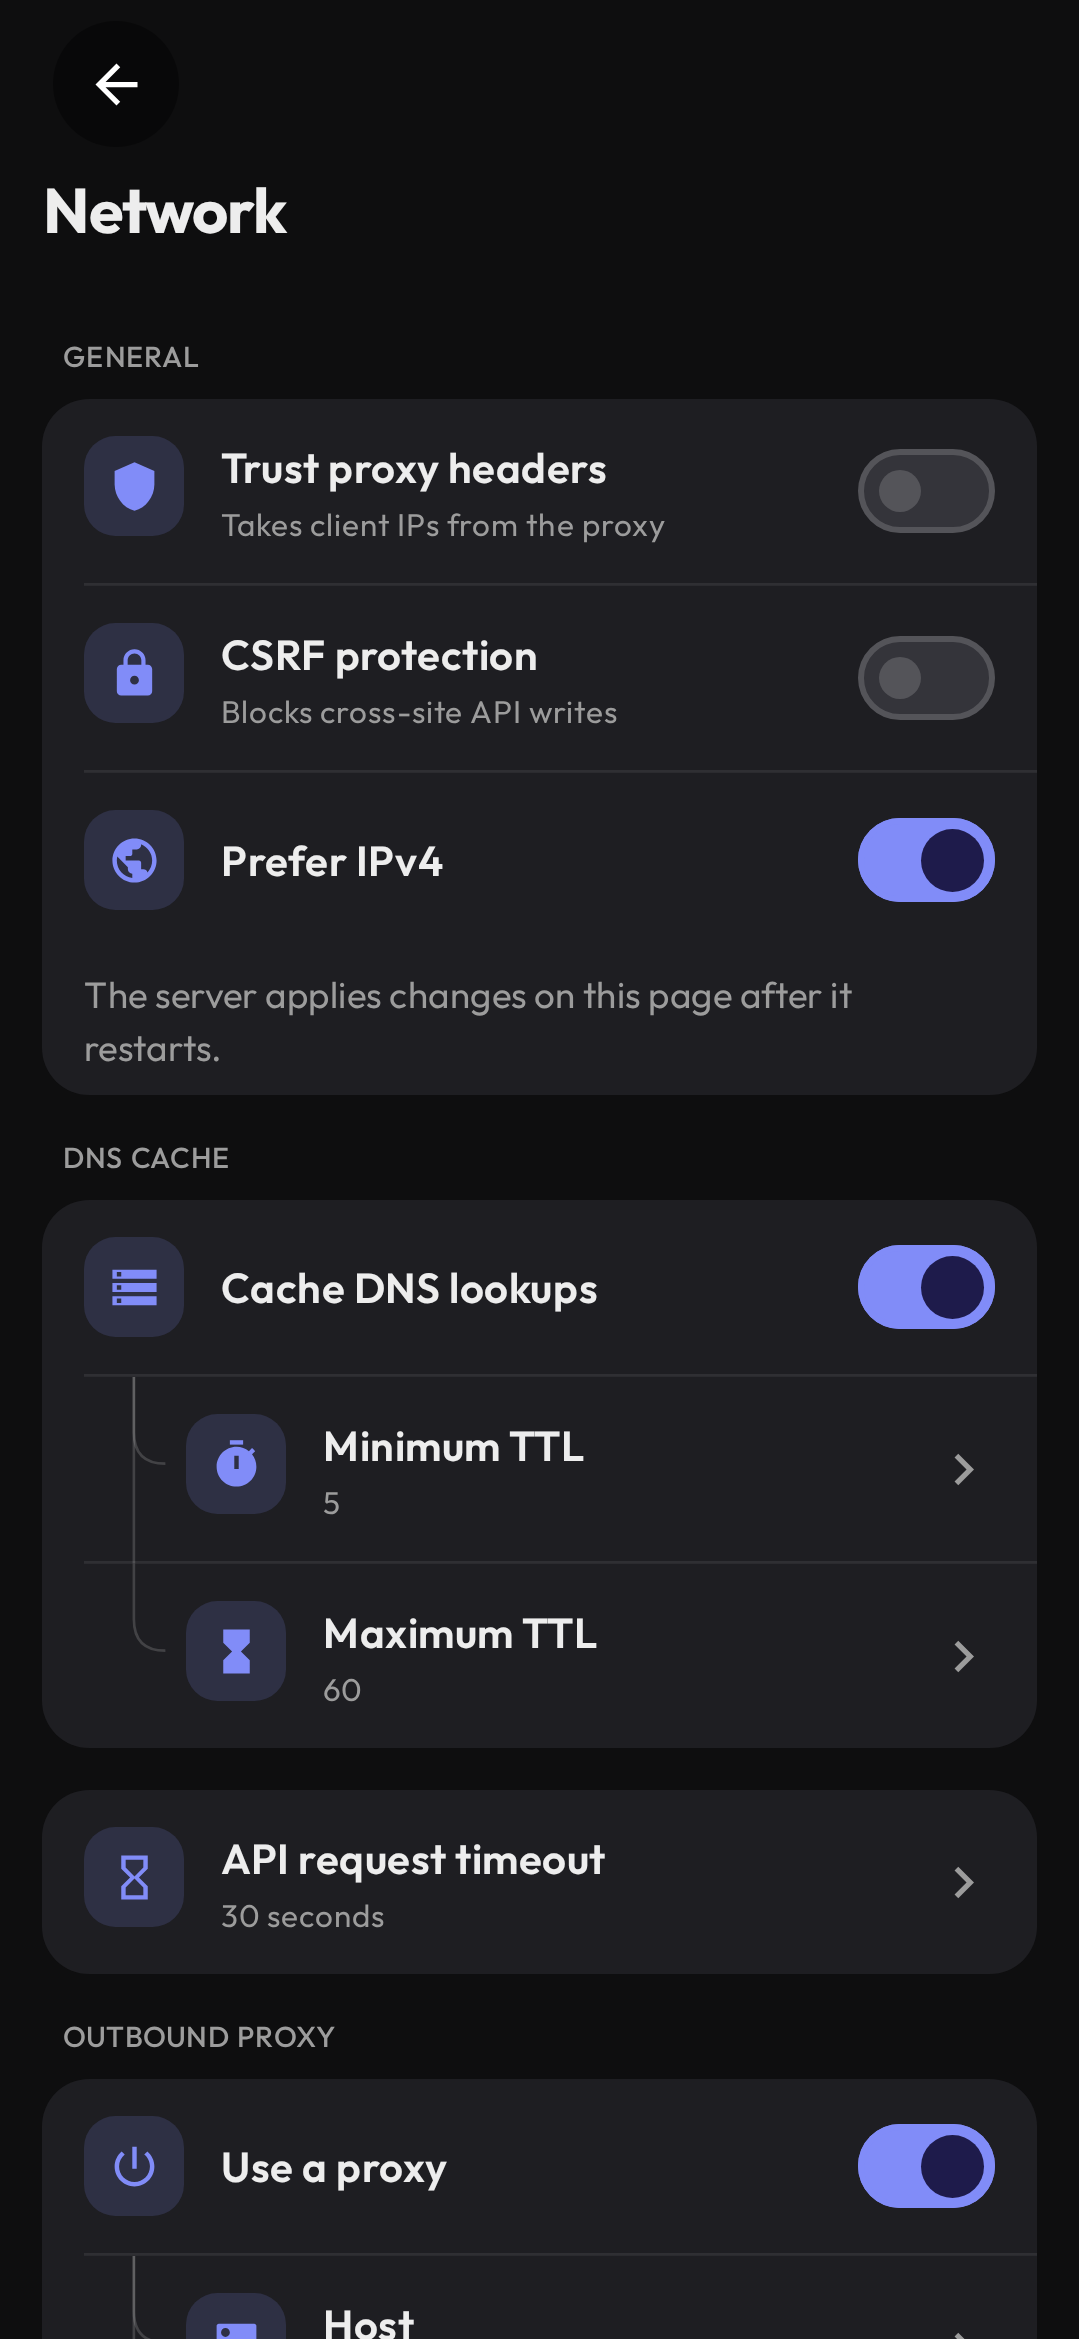 Network
GENERAL
Trust proxy headers
Takes client IPs from the proxy
CSRF protection
Blocks cross-site API writes
Prefer IPv4
The server applies changes on this page after it
restarts.
DNS CACHE
Cache DNS lookups
Minimum TTL
5
Maximum TTL
60
API request timeout
30 seconds
OUTBOUND PROXY
Use a proxy
Host